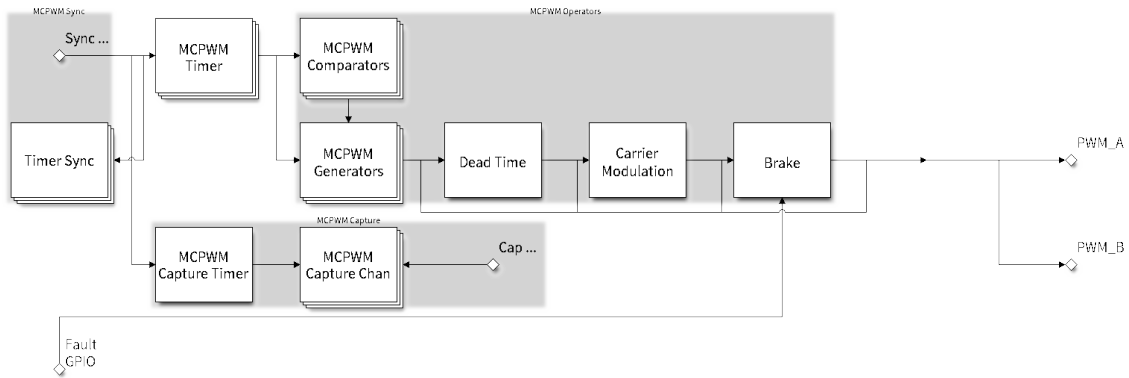 MCPWM Sync
MCPWM Operators
Sync ...
MCPWM
Timer
MCPWM
Comparators
Timer Sync
MCPWM
Generators
Dead Time
Carrier
Modulation
Brake
PWM_A
MCPWM Capture
MCPWM
Capture Timer
MCPWM
Capture Chan
Cap ...
PWM_B
Fault
GPIO